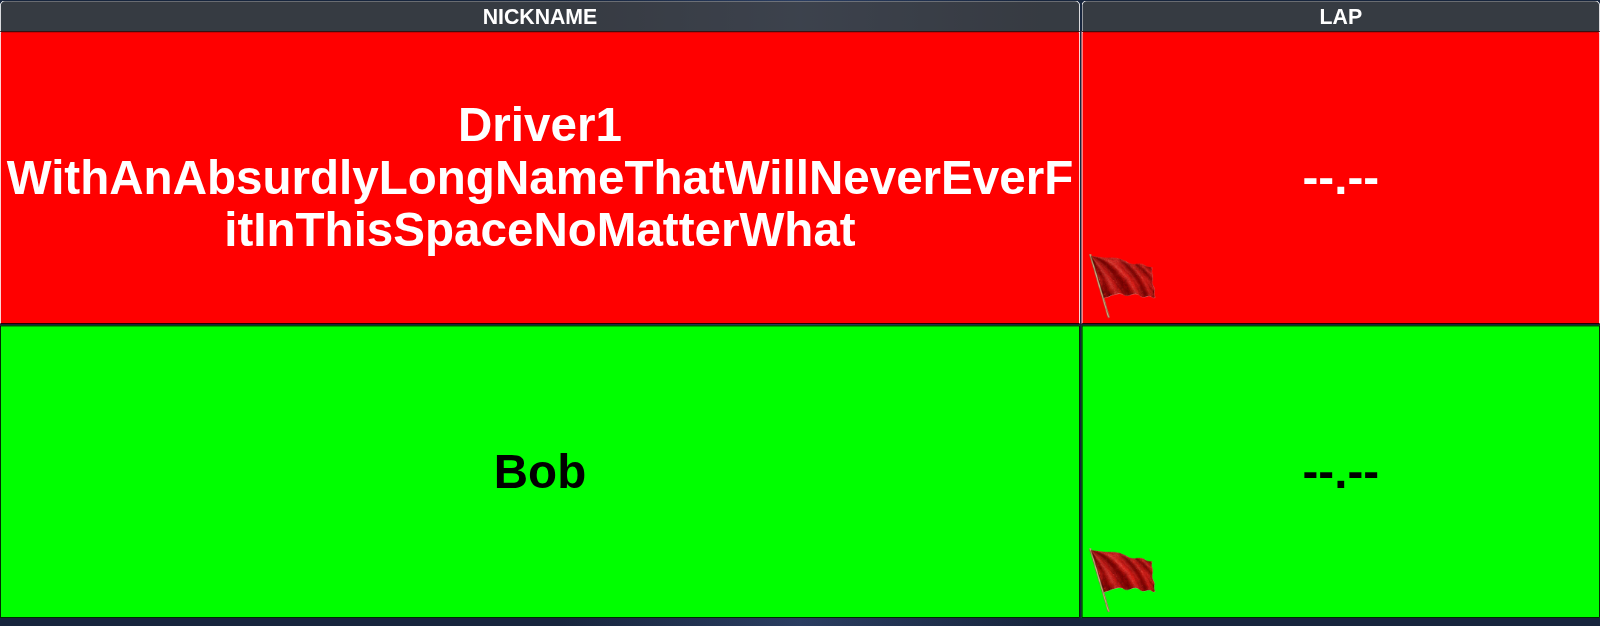 NICKNAME LAP
Driver1
WithAnAbsurdlyLongNameThatWillNeverEverF
itInThisSpaceNoMatterWhat
--.--
Bob
--.--